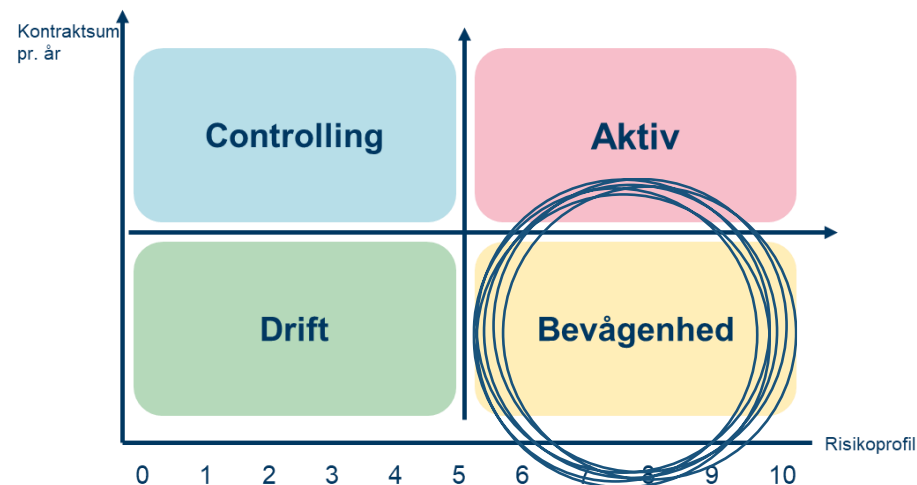 Kontraktsum
pr. år
Controlling
Aktiv
Drift
Bevågenhed
Risikoprofil
0 1 2 3 4 5 6 7 8 9 10